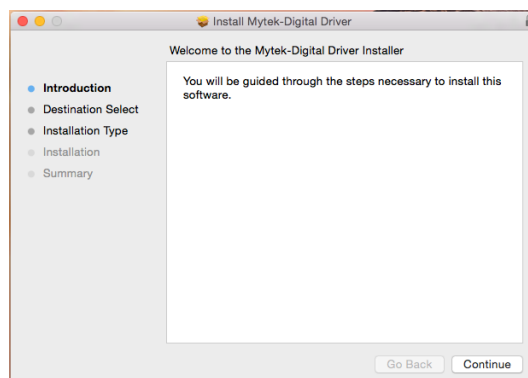 Install Mytek-Digital Driver
Welcome to the Mytek-Digital Driver Installer
Introduction
Destination Select
Installation Type
Installation
Summary
You will be guided through the steps necessary to install this
software.
Go Back
Continue